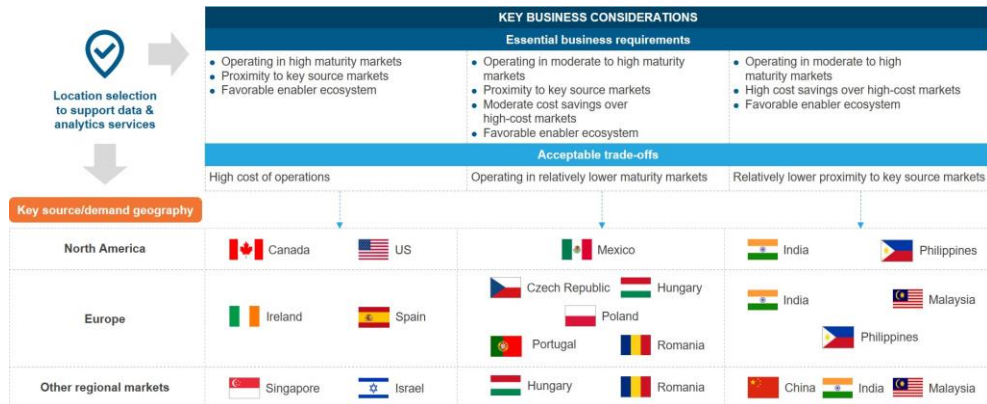 KEY BUSINESS CONSIDERATIONS
Essential business requirements
Location selection
to support data &
analytics services
• Operating in high maturity markets
• Proximity to key source markets
• Favorable enabler ecosystem
• Operating in moderate to high maturity
markets
• Proximity to key source markets
• Moderate cost savings over
high-cost markets
• Favorable enabler ecosystem
• Operating in moderate to high
maturity markets
• High cost savings over high-cost markets
• Favorable enabler ecosystem
Acceptable trade-offs
High cost of operations
Operating in relatively lower maturity markets
Relatively lower proximity to key source markets
Key source/demand geography
North America
Canada
US
Mexico
India
Philippines
Europe
Ireland
Spain
Czech Republic
Hungary
Poland
Portugal
Romania
India
Malaysia
Philippines
Other regional markets
Singapore
Israel
Hungary
Romania
China
India
Malaysia